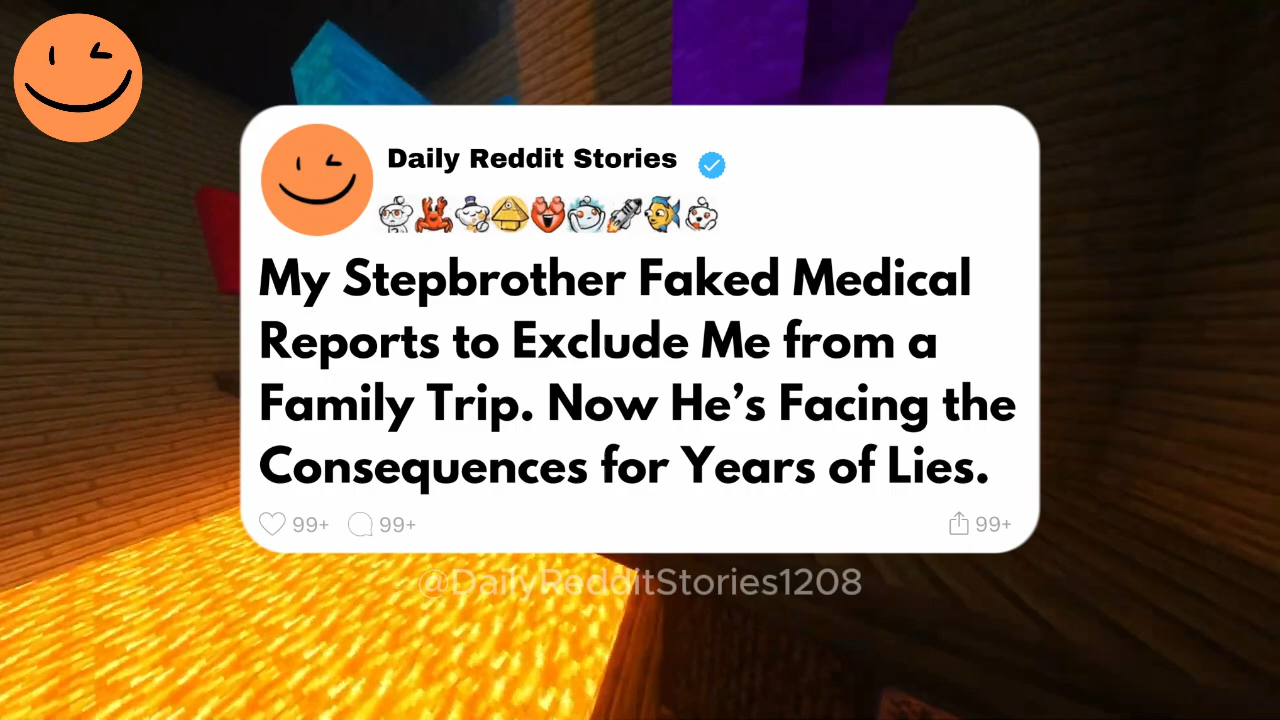 Daily Reddit Stories
My Stepbrother Faked Medical
Reports to Exclude Me from a
Family Trip. Now He’s Facing the
Consequences for Years of Lies.
99+ 99+ 99+
@DailyRedditStories1208